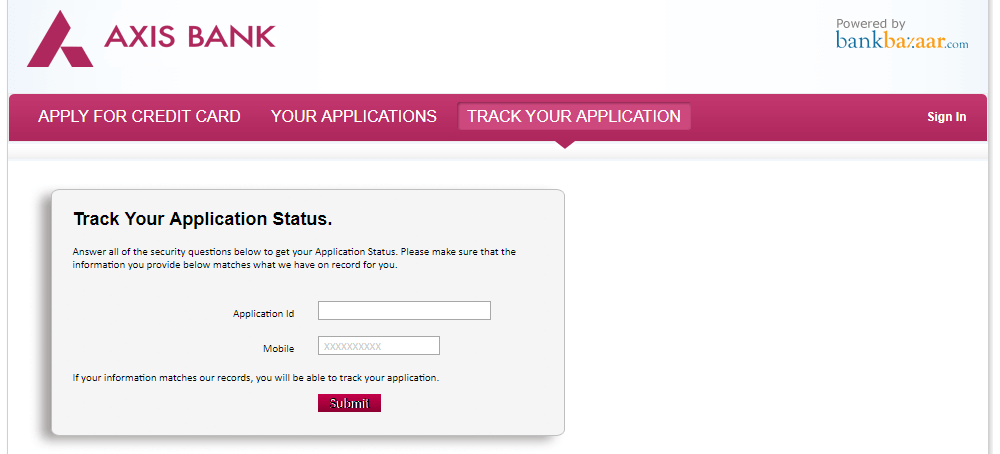 AXIS BANK
Powered by
bankbazaar.com
APPLY FOR CREDIT CARD YOUR APPLICATIONS TRACK YOUR APPLICATION Sign In
Track Your Application Status.
Answer all of the security questions below to get your Application Status. Please make sure that the
information you provide below matches what we have on record for you.
Application Id
Mobile XXXXXXXXXX
If your information matches our records, you will be able to track your application.
Submit